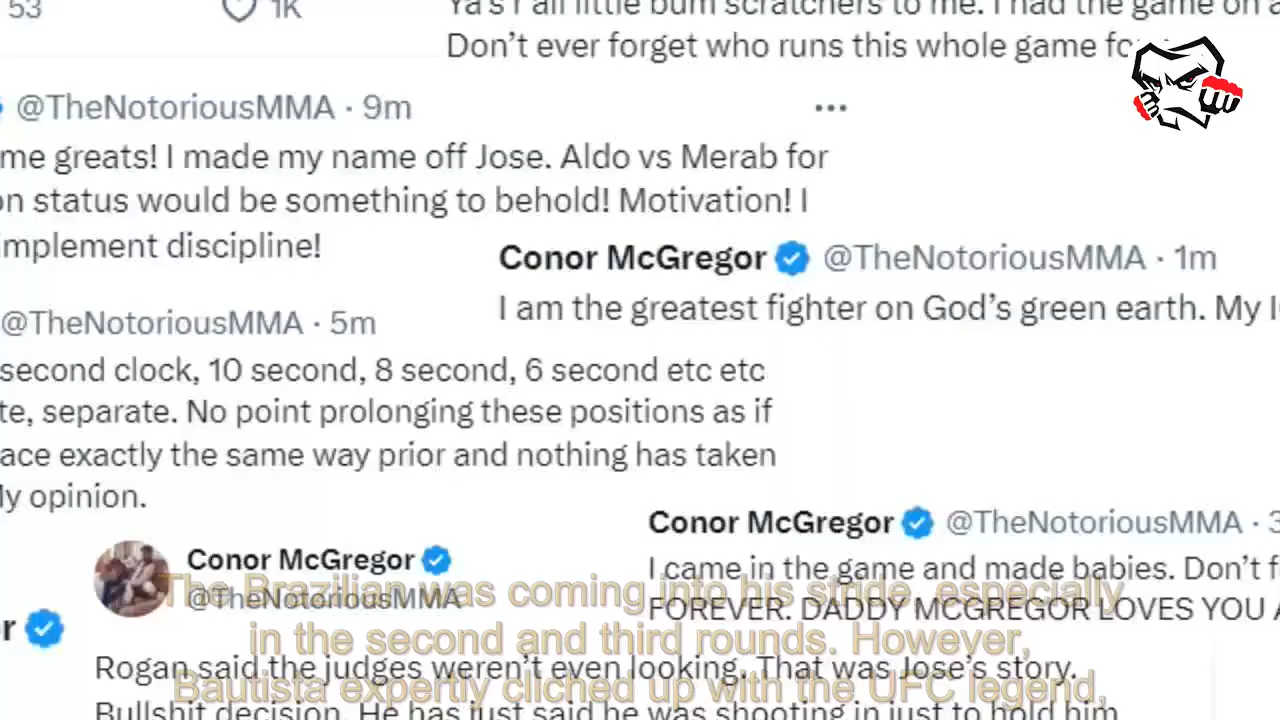 53 1K
Ya's r all little bum scratchers to me. I had the game on a
Don't ever forget who runs this whole game fo
@TheNotoriousMMA · 9m ...
me greats! I made my name off Jose. Aldo vs Merab for
on status would be something to behold! Motivation! I
implement discipline!
Conor McGregor @TheNotoriousMMA · 1m
I am the greatest fighter on God's green earth. My
@TheNotoriousMMA · 5m
second clock, 10 second, 8 second, 6 second etc etc
te, separate. No point prolonging these positions as if
ace exactly the same way prior and nothing has taken
My opinion.
Conor McGregor @TheNotoriousMMA · 3
I came in the game and made babies. Don't f
FOREVER. DADDY MCGREGOR LOVES YOU A
Conor McGregor
@TheNotoriousMMA
r
Rogan said the judges weren't even looking. That was Jose's story.
Bullshit decision. He has just said he was shooting in just to hold him
The Brazilian was coming into his stride, especially
in the second and third rounds. However,
Bautista expertly cliched up with the UFC legend,